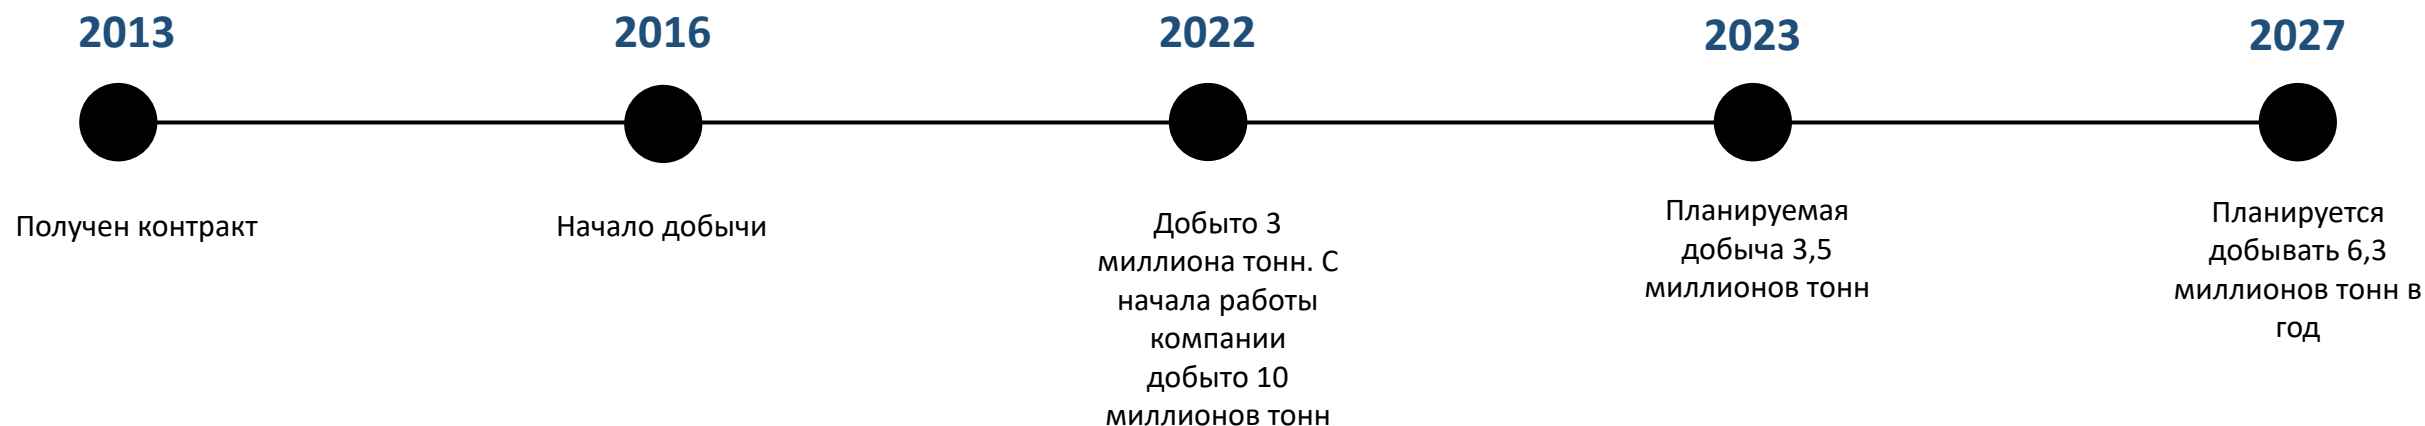 2013
Получен контракт
2016
Начало добычи
2022
Добыто 3
миллиона тонн. С
начала работы
компании
добыто 10
миллионов тонн
2023
Планируемая
добыча 3,5
миллионов тонн
2027
Планируется
добывать 6,3
миллионов тонн в
год